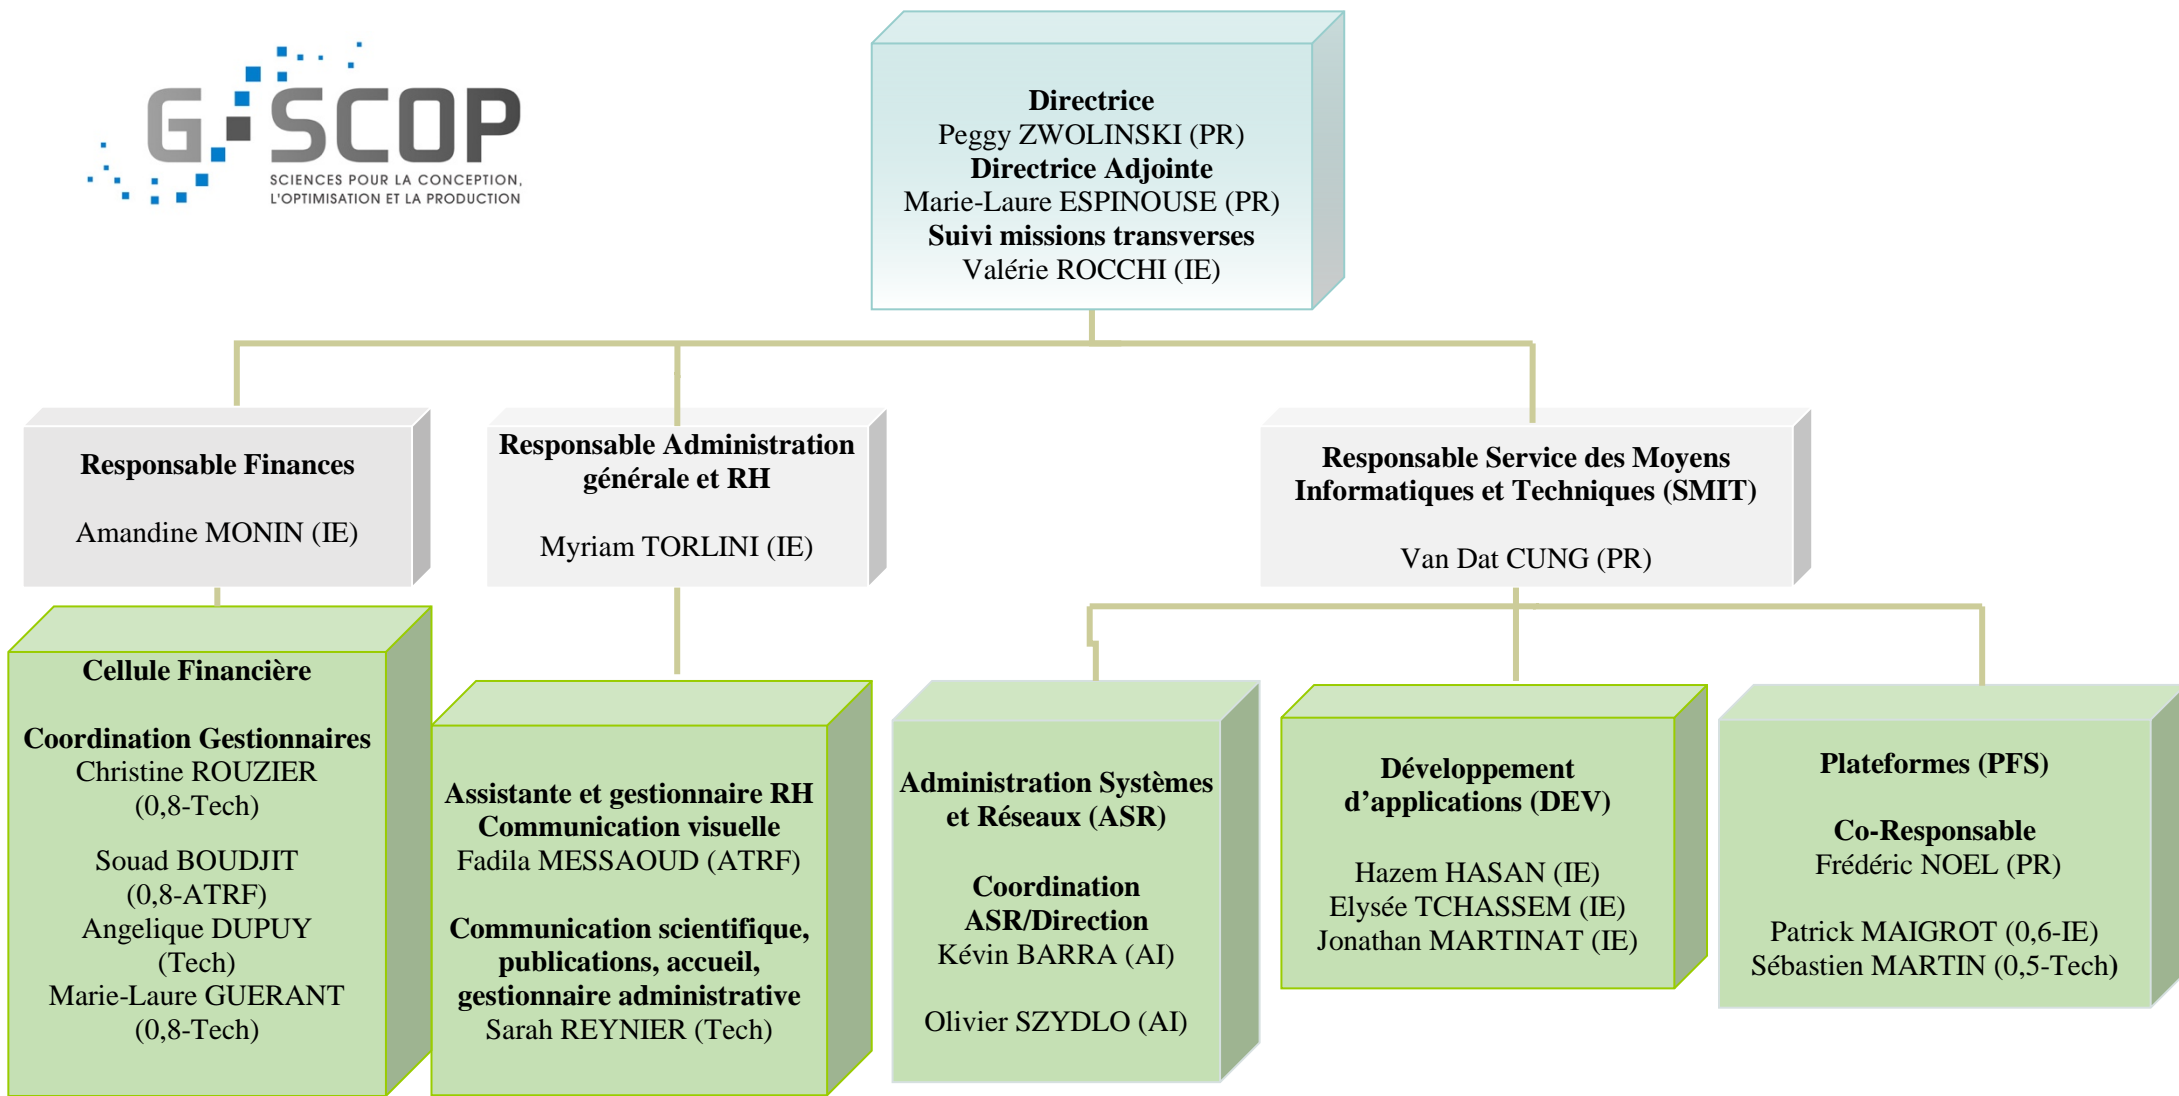 G SCOP
SCIENCES POUR LA CONCEPTION,
L'OPTIMISATION ET LA PRODUCTION
Directrice
Peggy ZWOLINSKI (PR)
Directrice Adjointe
Marie-Laure ESPINOUSE (PR)
Suivi missions transverses
Valérie ROCCHI (IE)
Responsable Finances
Amandine MONIN (IE)
Responsable Administration
générale et RH
Myriam TORLINI (IE)
Responsable Service des Moyens
Informatiques et Techniques (SMIT)
Van Dat CUNG (PR)
Cellule Financière
Coordination Gestionnaires
Christine ROUZIER
(0,8-Tech)
Souad BOUDJIT
(0,8-ATRF)
Angelique DUPUY
(Tech)
Marie-Laure GUERANT
(0,8-Tech)
Assistante et gestionnaire RH
Communication visuelle
Fadila MESSAOUD (ATRF)
Communication scientifique,
publications, accueil,
gestionnaire administrative
Sarah REYNIER (Tech)
Administration Systèmes
et Réseaux (ASR)
Coordination
ASR/Direction
Kévin BARRA (AI)
Olivier SZYDLO (AI)
Développement
d’applications (DEV)
Hazem HASAN (IE)
Elysée TCHASSEM (IE)
Jonathan MARTINAT (IE)
Plateformes (PFS)
Co-Responsable
Frédéric NOEL (PR)
Patrick MAIGROT (0,6-IE)
Sébastien MARTIN (0,5-Tech)